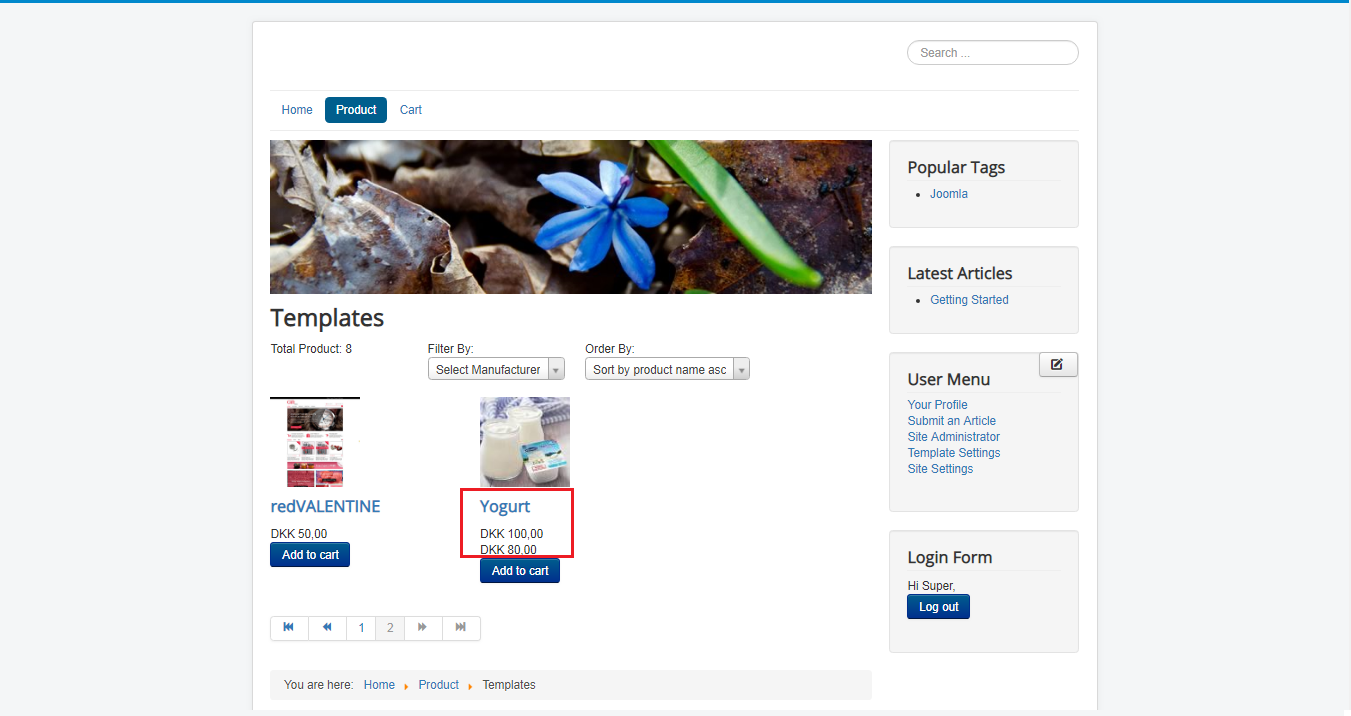 Search ...
Home Product Cart
Popular Tags
Joomla
Latest Articles
Getting Started
Templates
Total Product: 8 Filter By: Order By:
Select Manufacturer Sort by product name asc
User Menu
Your Profile
Submit an Article
Site Administrator
Template Settings
Site Settings
redVALENTINE
DKK 50,00
Add to cart
Yogurt
DKK 100,00
DKK 80,00
Add to cart
Login Form
Hi Super,
Log out
1 2
You are here: Home Product Templates